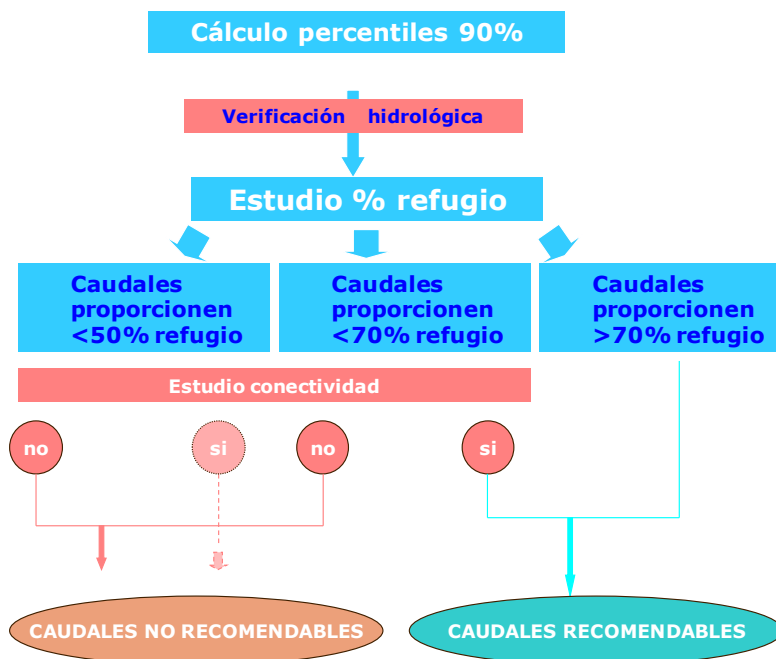 Cálculo percentiles 90%
Verificación hidrológica
Estudio % refugio
Caudales
proporcionen
<50% refugio
Caudales
proporcionen
<70% refugio
Caudales
proporcionen
>70% refugio
Estudio conectividad
no
si
no
si
CAUDALES NO RECOMENDABLES
CAUDALES RECOMENDABLES